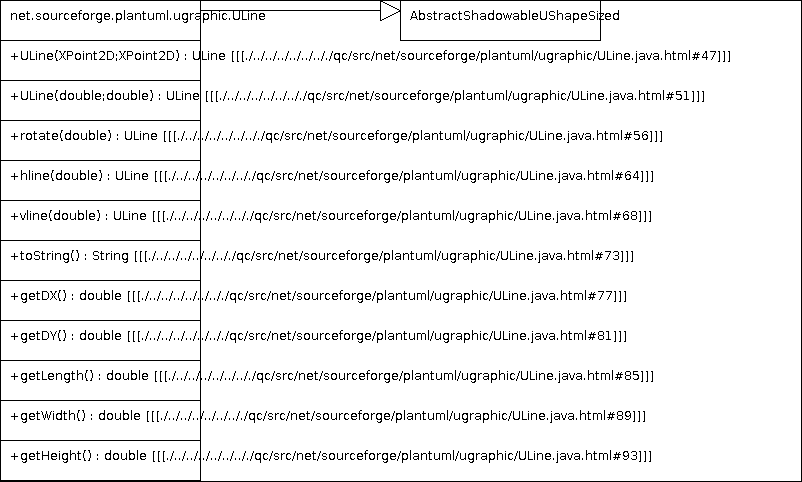 net.sourceforge.plantuml.ugraphic.ULine
AbstractShadowableUShapeSized
+ULine(XPoint2D;XPoint2D) : ULine [[[./../../../../../../../qc/src/net/sourceforge/plantuml/ugraphic/ULine.java.html#47]]]
+ULine(double;double) : ULine [[[./../../../../../../../qc/src/net/sourceforge/plantuml/ugraphic/ULine.java.html#51]]]
+rotate(double) : ULine [[[./../../../../../../../qc/src/net/sourceforge/plantuml/ugraphic/ULine.java.html#56]]]
+hline(double) : ULine [[[./../../../../../../../qc/src/net/sourceforge/plantuml/ugraphic/ULine.java.html#64]]]
+vline(double) : ULine [[[./../../../../../../../qc/src/net/sourceforge/plantuml/ugraphic/ULine.java.html#68]]]
+toString() : String [[[./../../../../../../../qc/src/net/sourceforge/plantuml/ugraphic/ULine.java.html#73]]]
+getDX() : double [[[./../../../../../../../qc/src/net/sourceforge/plantuml/ugraphic/ULine.java.html#77]]]
+getDY() : double [[[./../../../../../../../qc/src/net/sourceforge/plantuml/ugraphic/ULine.java.html#81]]]
+getLength() : double [[[./../../../../../../../qc/src/net/sourceforge/plantuml/ugraphic/ULine.java.html#85]]]
+getWidth() : double [[[./../../../../../../../qc/src/net/sourceforge/plantuml/ugraphic/ULine.java.html#89]]]
+getHeight() : double [[[./../../../../../../../qc/src/net/sourceforge/plantuml/ugraphic/ULine.java.html#93]]]